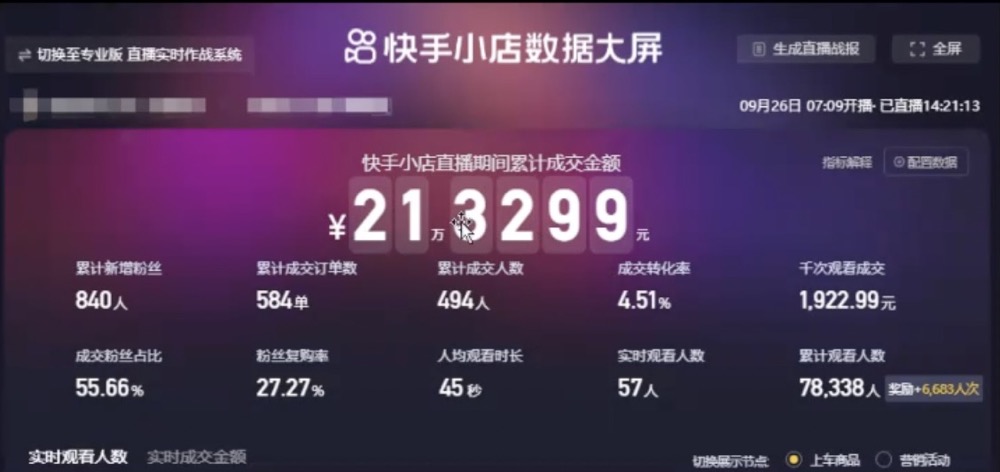 切换至专业版 直播实时作战系统
快手小店数据大屏
生成直播战报
全屏
09月26日 07:09开播· 已直播14:21:13
快手小店直播期间累计成交金额
指标解释
配置数据
¥21万3299元
累计新增粉丝 累计成交订单数 累计成交人数 成交转化率 千次观看成交
840人 584单 494人 4.51% 1,922.99元
成交粉丝占比 粉丝复购率 人均观看时长 实时观看人数 累计观看人数
55.66% 27.27% 45秒 57人 78,338人 奖励+6,683人次
实时观看人数 实时成交金额
切换展示节点: 上车商品 营销活动